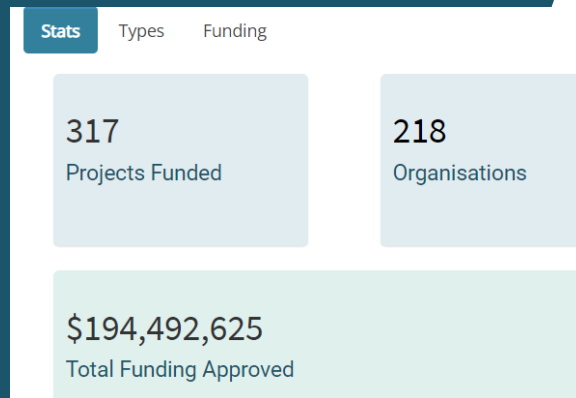 Stats Types Funding
317 218
Projects Funded Organisations
$194,492,625
Total Funding Approved